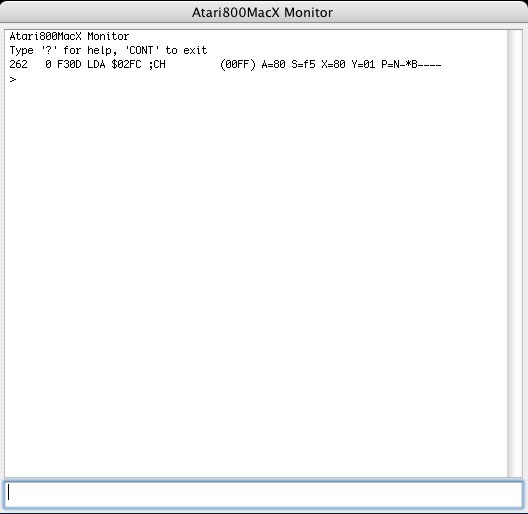 Atari800MacX Monitor
Atari800MacX Monitor
Type '?' for help, 'CONT' to exit
262   0 F30D LDA $02FC ;CH        (00FF) A=80 S=f5 X=80 Y=01 P=N-*B----
>